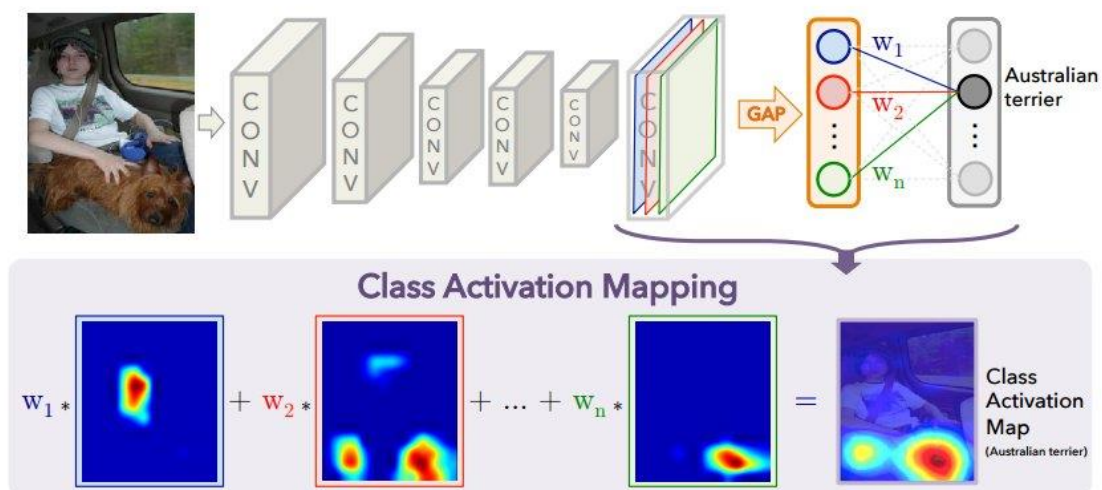 CONV
CONV
CONV
CONV
CONV
CONV
GAP
w1
w2
⋮
wn
⋮
Australian
terrier
Class Activation Mapping
w1 * + w2 * + ... + wn * =
Class
Activation
Map
(Australian terrier)